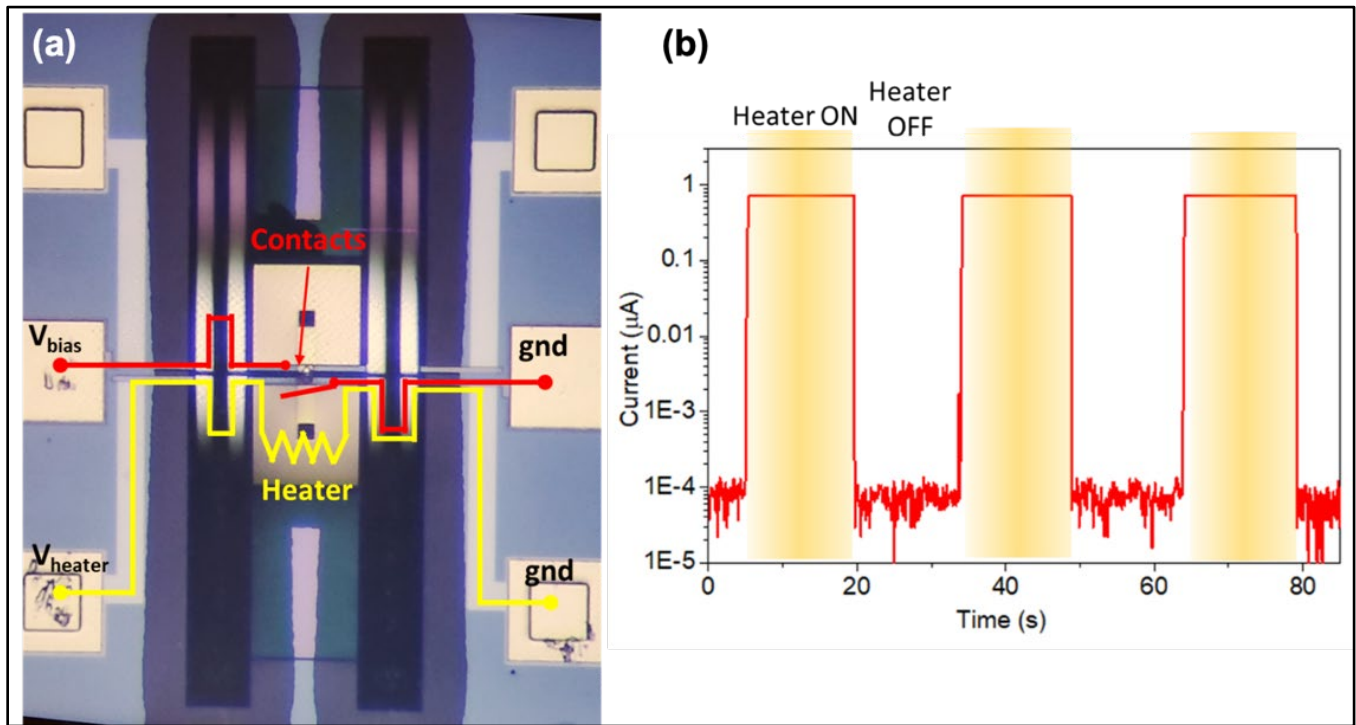 (a)
Contacts
V_bias
gnd
Heater
V_heater
gnd
(b)
Heater ON
Heater
OFF
Current (μA)
1
0.1
0.01
1E-3
1E-4
1E-5
0
20
40
60
80
Time (s)